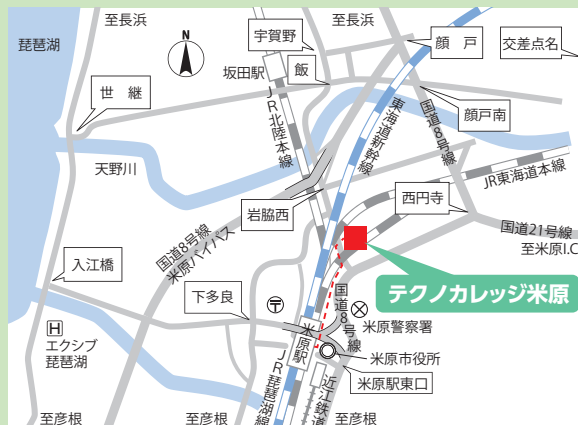 至長浜
至長浜
琵琶湖
N
宇賀野
顔 戸
交差点名
坂田駅
飯
世 継
JR北陸本線
東海道新幹線
国道8号線
顔戸南
天野川
JR東海道本線
岩脇西
西円寺
国道8号線
米原バイパス
国道21号線
至米原I.C
入江橋
テクノカレッジ米原
下多良
〒
国道8号線
H
エクシブ
琵琶湖
米原駅
米原警察署
米原市役所
米原駅東口
JR琵琶湖線
近江鉄道
至彦根
至彦根
至彦根